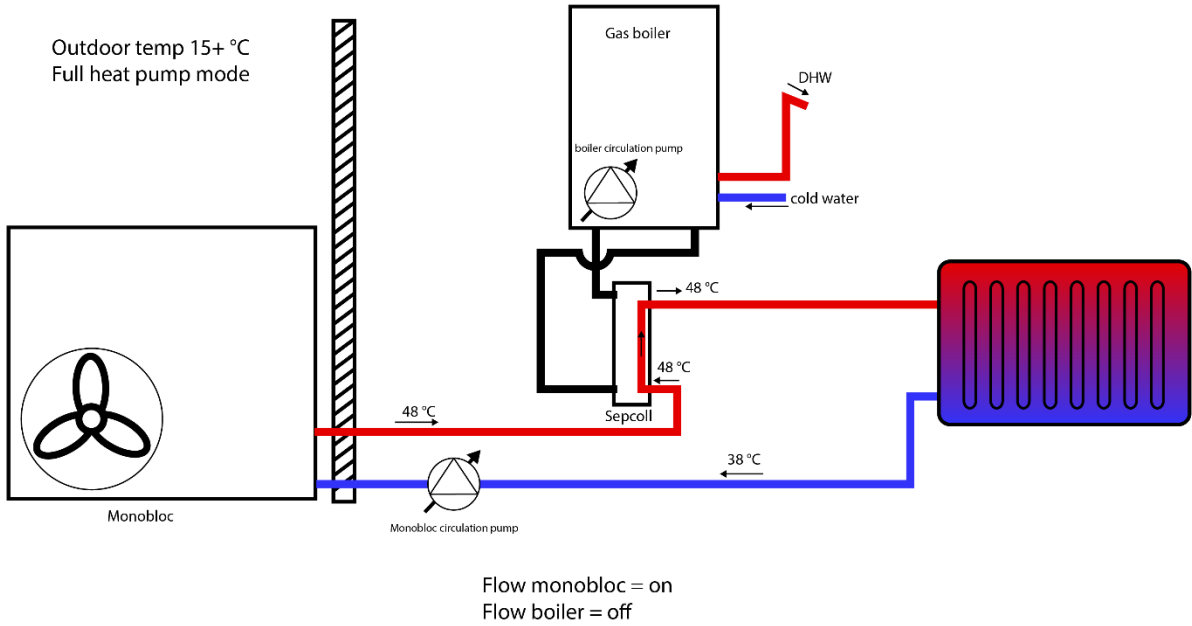 Outdoor temp 15+ °C
Full heat pump mode
Gas boiler
DHW
boiler circulation pump
cold water
48 °C
48 °C
Sepcoll
48 °C
38 °C
Monobloc
Monobloc circulation pump
Flow monobloc = on
Flow boiler = off